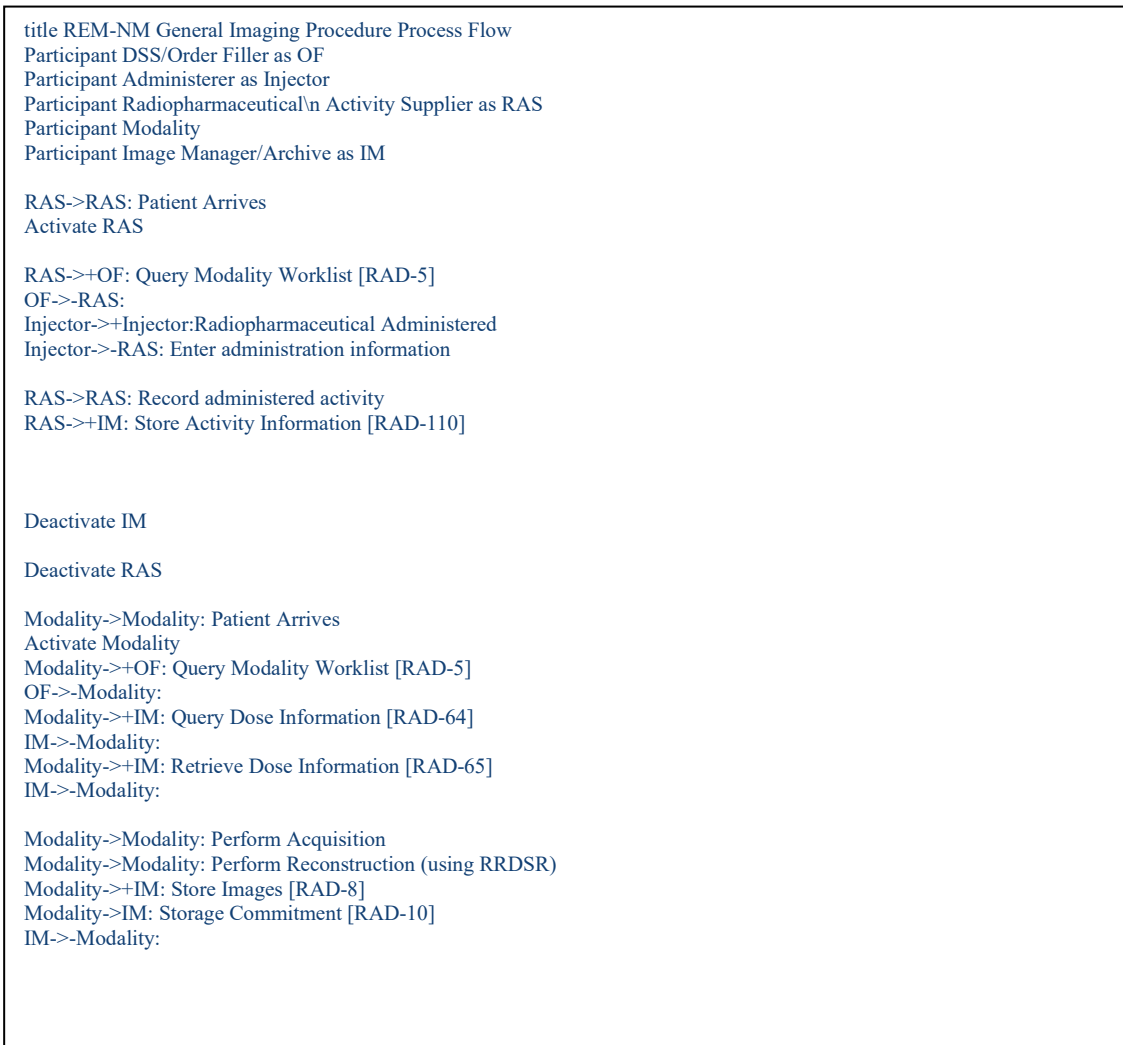 title REM-NM General Imaging Procedure Process Flow
Participant DSS/Order Filler as OF
Participant Administerer as Injector
Participant Radiopharmaceutical\n Activity Supplier as RAS
Participant Modality
Participant Image Manager/Archive as IM
RAS->RAS: Patient Arrives
Activate RAS
RAS->+OF: Query Modality Worklist [RAD-5]
OF->-RAS:
Injector->+Injector:Radiopharmaceutical Administered
Injector->-RAS: Enter administration information
RAS->RAS: Record administered activity
RAS->+IM: Store Activity Information [RAD-110]
Deactivate IM
Deactivate RAS
Modality->Modality: Patient Arrives
Activate Modality
Modality->+OF: Query Modality Worklist [RAD-5]
OF->-Modality:
Modality->+IM: Query Dose Information [RAD-64]
IM->-Modality:
Modality->+IM: Retrieve Dose Information [RAD-65]
IM->-Modality:
Modality->Modality: Perform Acquisition
Modality->Modality: Perform Reconstruction (using RRDSR)
Modality->+IM: Store Images [RAD-8]
Modality->IM: Storage Commitment [RAD-10]
IM->-Modality: